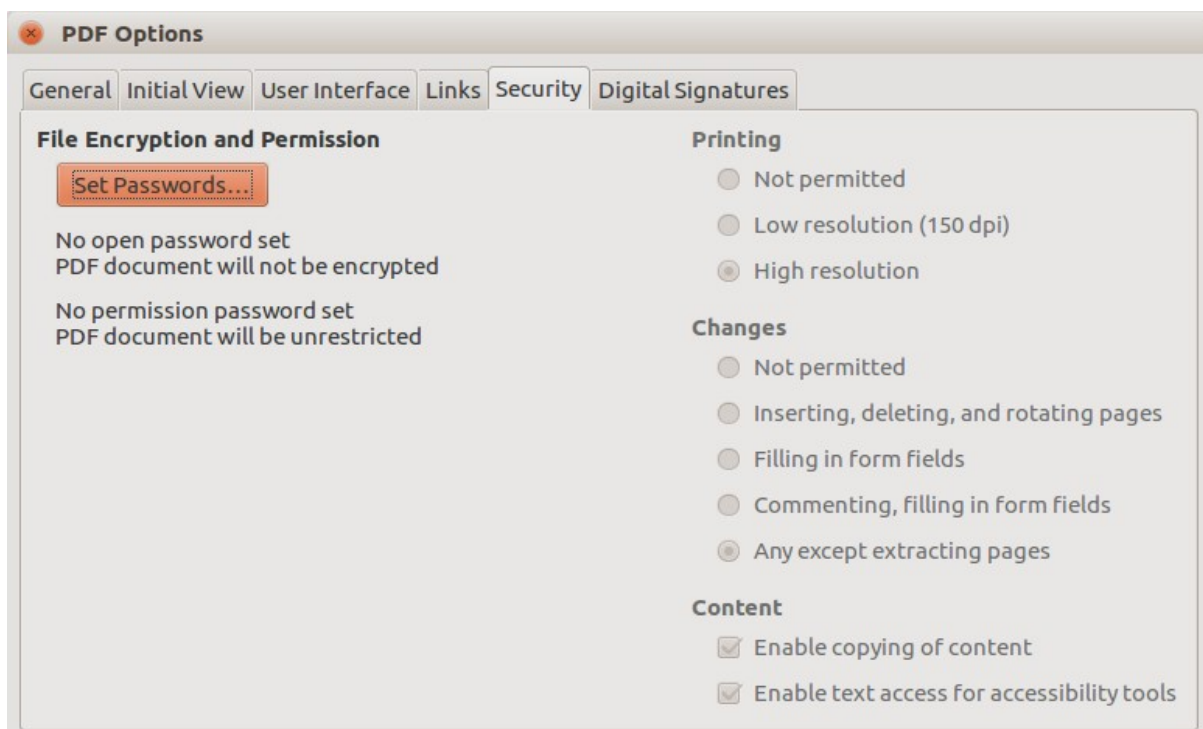 PDF Options
General Initial View User Interface Links Security Digital Signatures
File Encryption and Permission
Set Passwords...
No open password set
PDF document will not be encrypted
No permission password set
PDF document will be unrestricted
Printing
Not permitted
Low resolution (150 dpi)
High resolution
Changes
Not permitted
Inserting, deleting, and rotating pages
Filling in form fields
Commenting, filling in form fields
Any except extracting pages
Content
Enable copying of content
Enable text access for accessibility tools